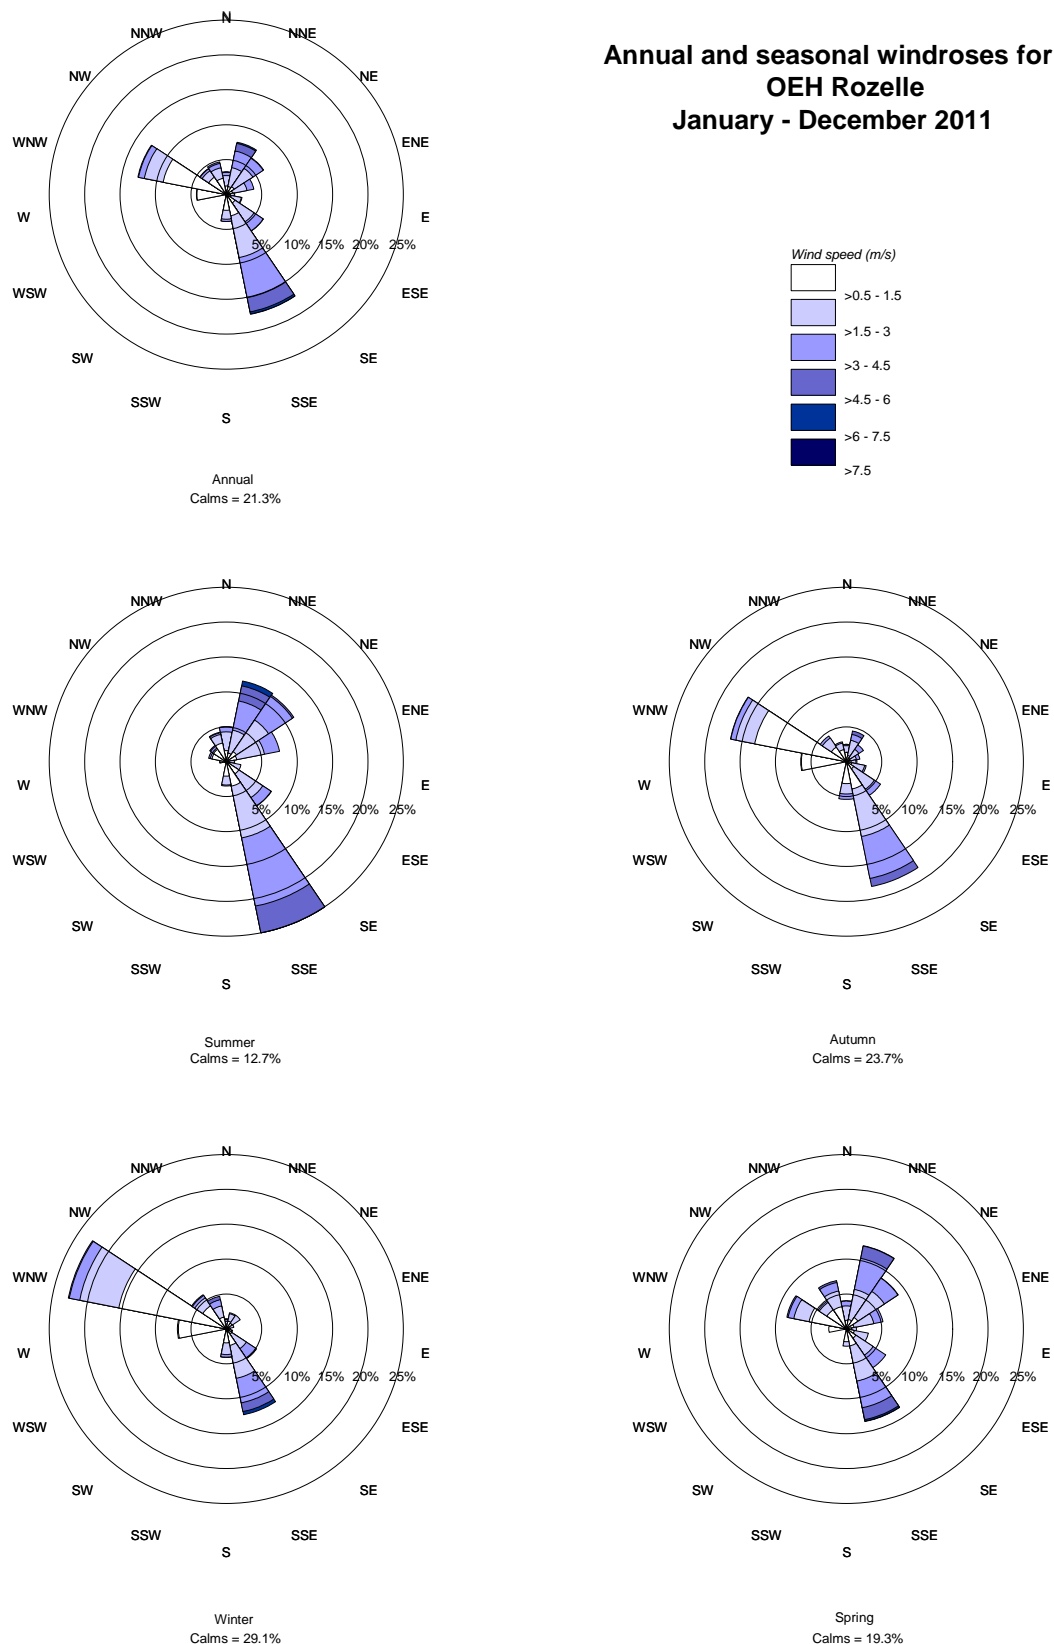 Annual and seasonal windroses for
OEH Rozelle
January - December 2011
N
NNW NNE
NW NE
WNW ENE
W E
5% 10% 15% 20% 25%
WSW ESE
SW SE
SSW SSE
S
Annual
Calms = 21.3%
Wind speed (m/s)
>0.5 - 1.5
>1.5 - 3
>3 - 4.5
>4.5 - 6
>6 - 7.5
>7.5
N
NNW NNE
NW NE
WNW ENE
W E
5% 10% 15% 20% 25%
WSW ESE
SW SE
SSW SSE
S
Summer
Calms = 12.7%
N
NNW NNE
NW NE
WNW ENE
W E
5% 10% 15% 20% 25%
WSW ESE
SW SE
SSW SSE
S
Autumn
Calms = 23.7%
N
NNW NNE
NW NE
WNW ENE
W E
5% 10% 15% 20% 25%
WSW ESE
SW SE
SSW SSE
S
Winter
Calms = 29.1%
N
NNW NNE
NW NE
WNW ENE
W E
5% 10% 15% 20% 25%
WSW ESE
SW SE
SSW SSE
S
Spring
Calms = 19.3%